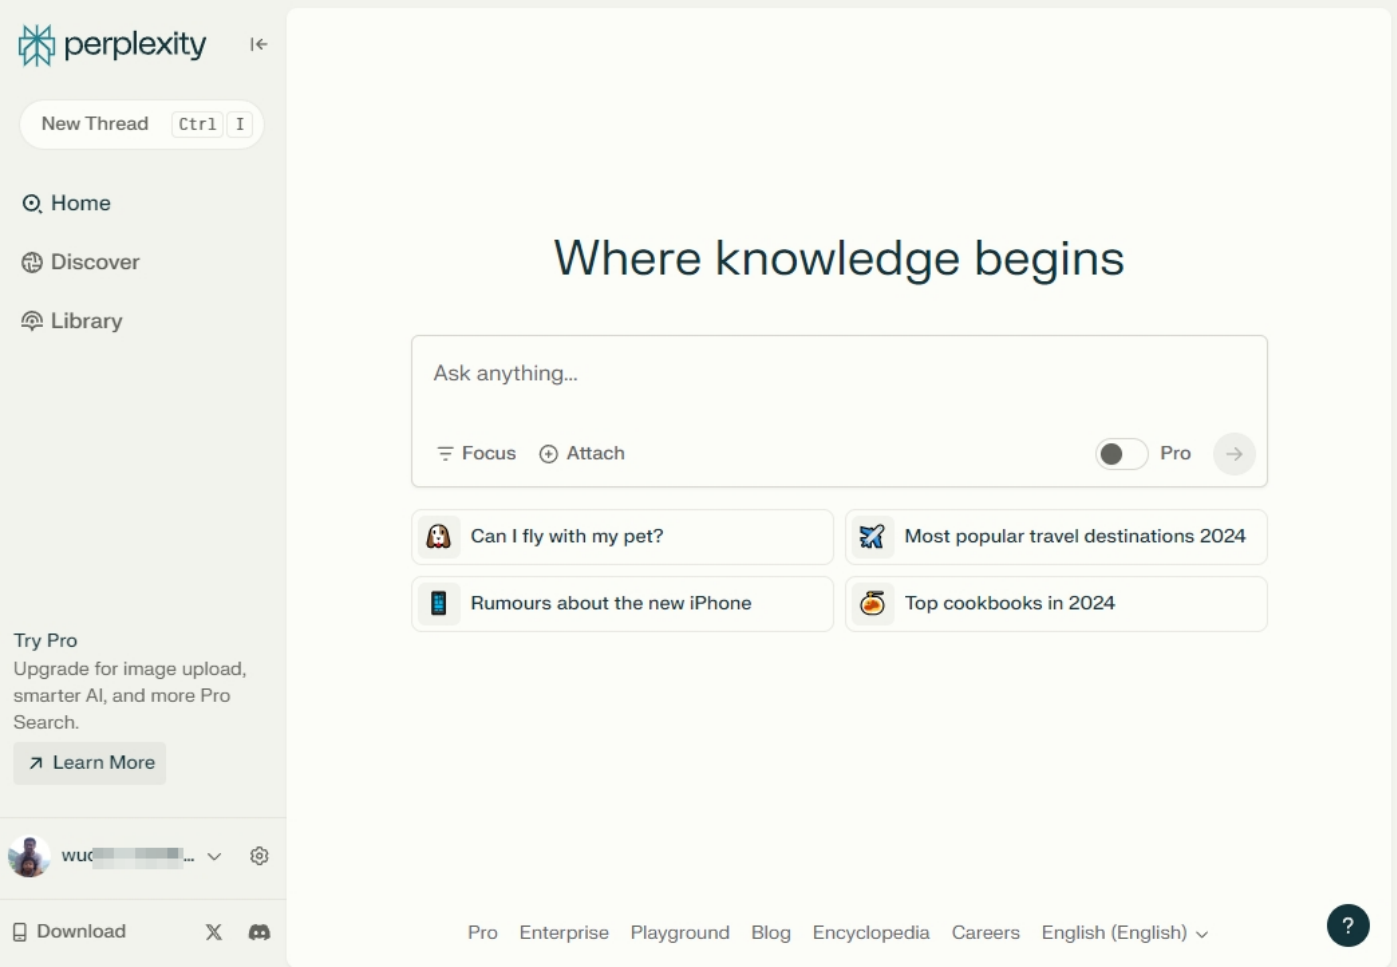 perplexity
New Thread Ctrl I
Home
Discover
Library
Try Pro
Upgrade for image upload,
smarter AI, and more Pro
Search.
Learn More
wuc
Download
Where knowledge begins
Ask anything...
Focus Attach Pro
Can I fly with my pet?
Most popular travel destinations 2024
Rumours about the new iPhone
Top cookbooks in 2024
Pro Enterprise Playground Blog Encyclopedia Careers English (English)
?